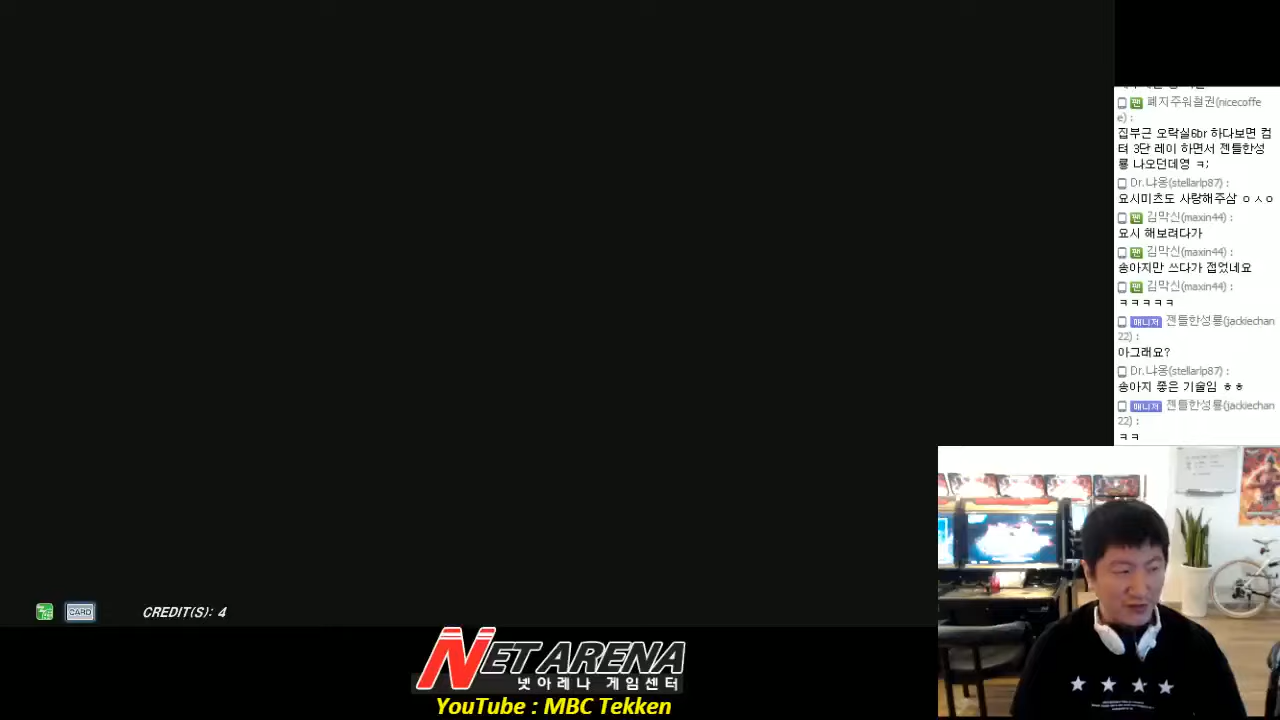 폐지주워철권(nicecoffe
e) :
집부근 오락실6br 하다보면 컴
터 3단 레이 하면서 젠틀한성
룡 나오던데영 ㅋ;
Dr.냐옹(stellarlp87) :
요시미츠도 사랑해주삼 ㅇㅅㅇ
팬 김막신(maxin44) :
요시 해보려다가
팬 김막신(maxin44) :
송아지만 쓰다가 접었네요
팬 김막신(maxin44) :
ㅋㅋㅋㅋㅋ
매니저 젠틀한성룡(jackiechan
22) :
아그래요?
Dr.냐옹(stellarlp87) :
송아지 좋은 기술임 ㅎㅎ
매니저 젠틀한성룡(jackiechan
22) :
ㅋㅋ
CARD CREDIT(S): 4
NET ARENA
넷아레나 게임센터
YouTube : MBC Tekken